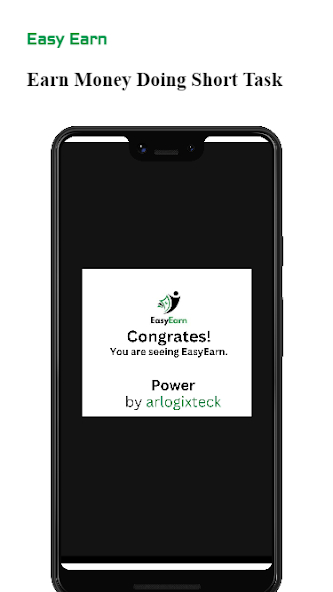 Easy Earn
Earn Money Doing Short Task
EasyEarn
Congrates!
You are seeing EasyEarn.
Power
by arlogixteck